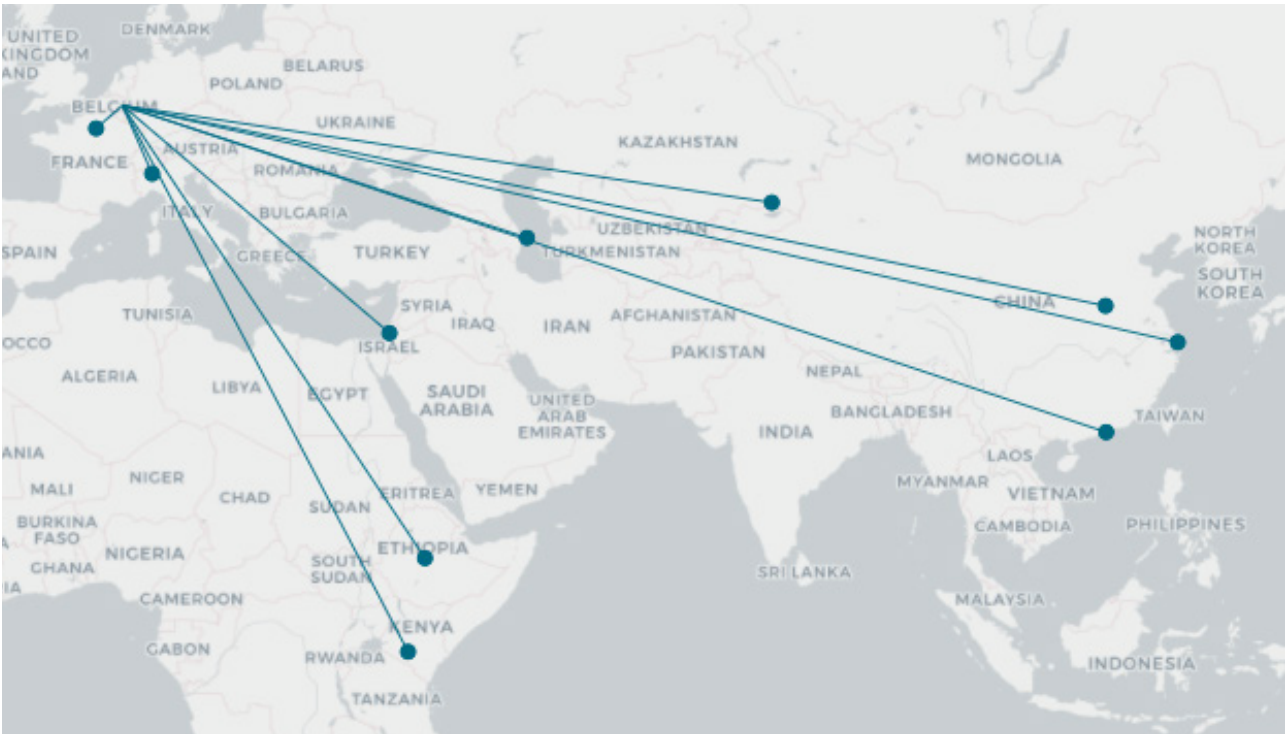 DENMARK
UNITED
KINGDOM
AND
BELARUS
POLAND
BELGIUM
UKRAINE
KAZAKHSTAN
AUSTRIA
FRANCE
MONGOLIA
ROMANIA
ITALY
BULGARIA
UZBEKISTAN
NORTH
KOREA
SPAIN
GREECE
TURKEY
TURKMENISTAN
SOUTH
KOREA
SYRIA
CHINA
TUNISIA
IRAQ
IRAN
AFGHANISTAN
OCCO
ISRAEL
PAKISTAN
ALGERIA
NEPAL
LIBYA
EGYPT
SAUDI
ARABIA
UNITED
ARAB
EMIRATES
BANGLADESH
TAIWAN
INDIA
ANIA
LAOS
NIGER
MYANMAR
MALI
CHAD
ERITREA
YEMEN
VIETNAM
SUDAN
BURKINA
FASO
CAMBODIA
PHILIPPINES
NIGERIA
ETHIOPIA
GHANA
SOUTH
SUDAN
SRI LANKA
IA
CAMEROON
MALAYSIA
KENYA
GABON
RWANDA
INDONESIA
TANZANIA